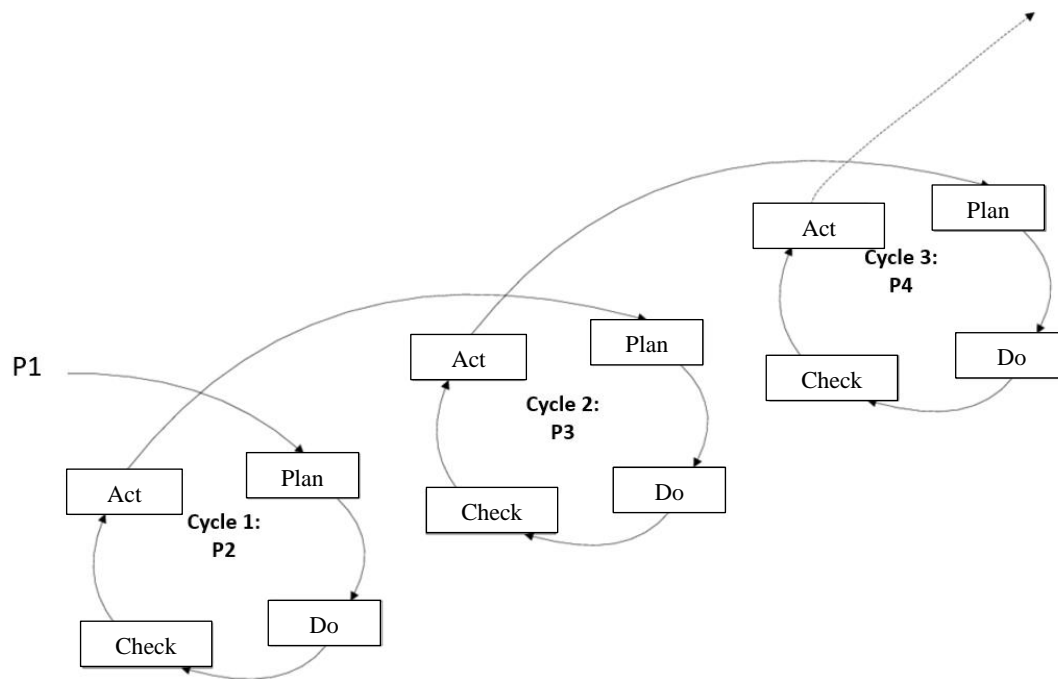 Act
Plan
Cycle 3:
P4
Do
Check
Act
Plan
Cycle 2:
P3
Do
Check
P1
Act
Plan
Cycle 1:
P2
Do
Check